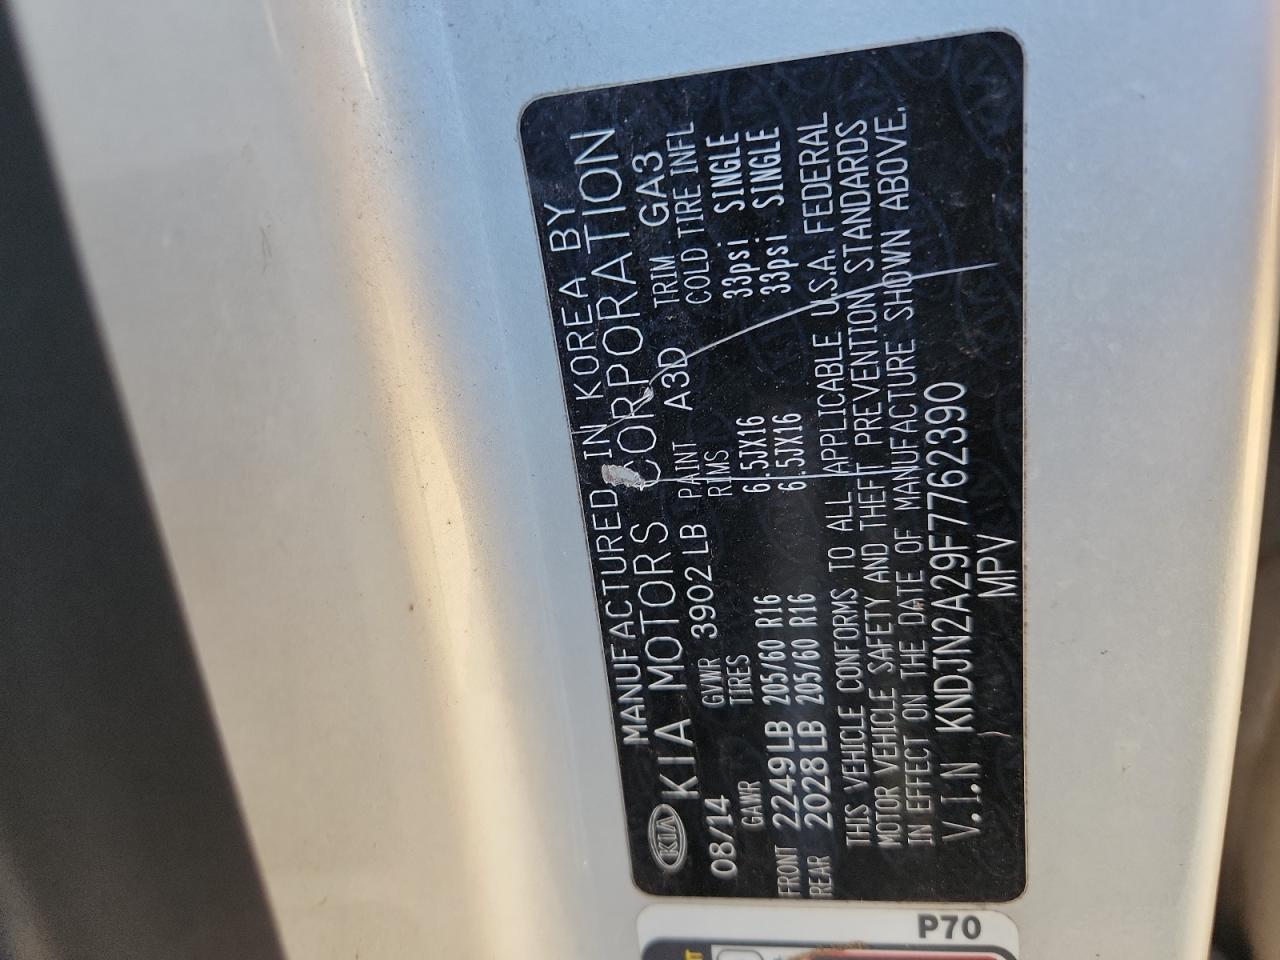 MANUFACTURED IN KOREA BY
KIA KIA MOTORS CORPORATION
08/14 GVWR 3902LB PAINT A3D TRIM GA3
GAWR TIRES RIMS COLD TIRE INFL
FRONT 2249LB 205/60 R16 6.5JX16 33psi SINGLE
REAR 2028LB 205/60 R16 6.5JX16 33psi SINGLE
THIS VEHICLE CONFORMS TO ALL APPLICABLE U.S.A. FEDERAL
MOTOR VEHICLE SAFETY AND THEFT PREVENTION STANDARDS
IN EFFECT ON THE DATE OF MANUFACTURE SHOWN ABOVE.
V.I.N KNDJN2A29F7762390
MPV
P70